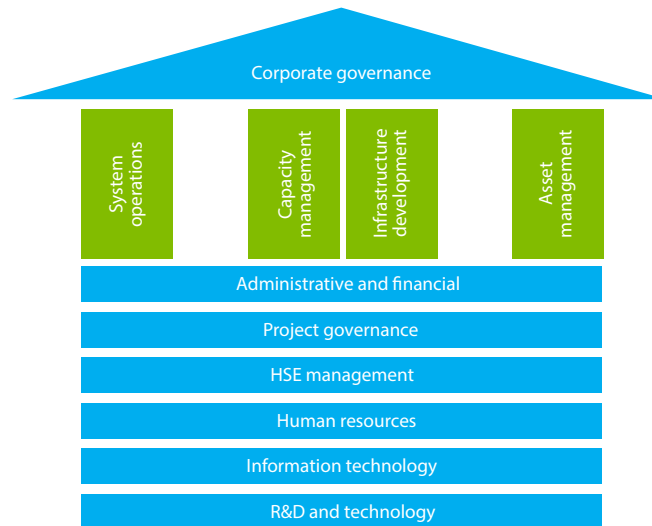 Corporate governance
System
operations
Capacity
management
Infrastructure
development
Asset
management
Administrative and financial
Project governance
HSE management
Human resources
Information technology
R&D and technology